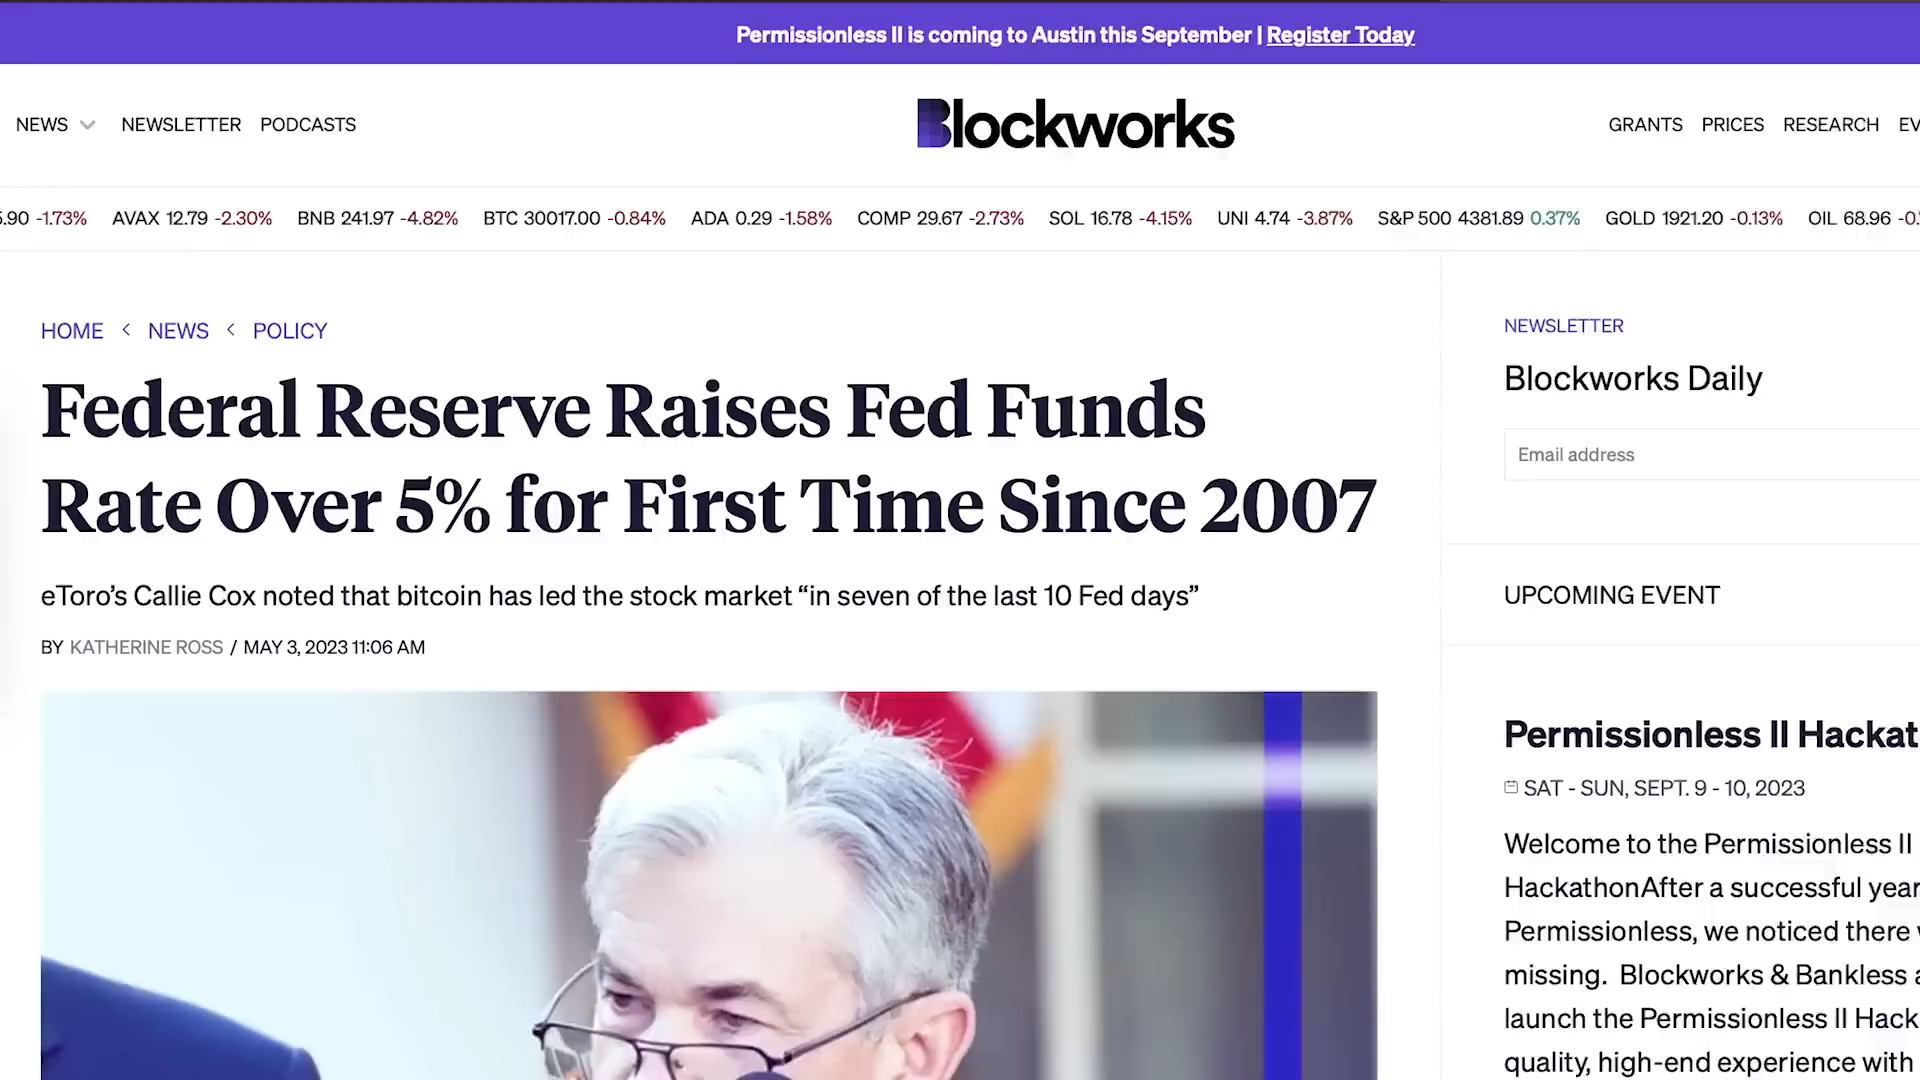 Permissionless II is coming to Austin this September | Register Today
NEWS NEWSLETTER PODCASTS
Blockworks
GRANTS PRICES RESEARCH EV
5.90 -1.73% AVAX 12.79 -2.30% BNB 241.97 -4.82% BTC 30017.00 -0.84% ADA 0.29 -1.58% COMP 29.67 -2.73% SOL 16.78 -4.15% UNI 4.74 -3.87% S&P 500 4381.89 0.37% GOLD 1921.20 -0.13% OIL 68.96 -0.
HOME < NEWS < POLICY
Federal Reserve Raises Fed Funds
Rate Over 5% for First Time Since 2007
eToro’s Callie Cox noted that bitcoin has led the stock market “in seven of the last 10 Fed days”
BY KATHERINE ROSS / MAY 3, 2023 11:06 AM
NEWSLETTER
Blockworks Daily
Email address
UPCOMING EVENT
Permissionless II Hackat
SAT - SUN, SEPT. 9 - 10, 2023
Welcome to the Permissionless II
HackathonAfter a successful year
Permissionless, we noticed there
missing. Blockworks & Bankless a
launch the Permissionless II Hack
quality, high-end experience with